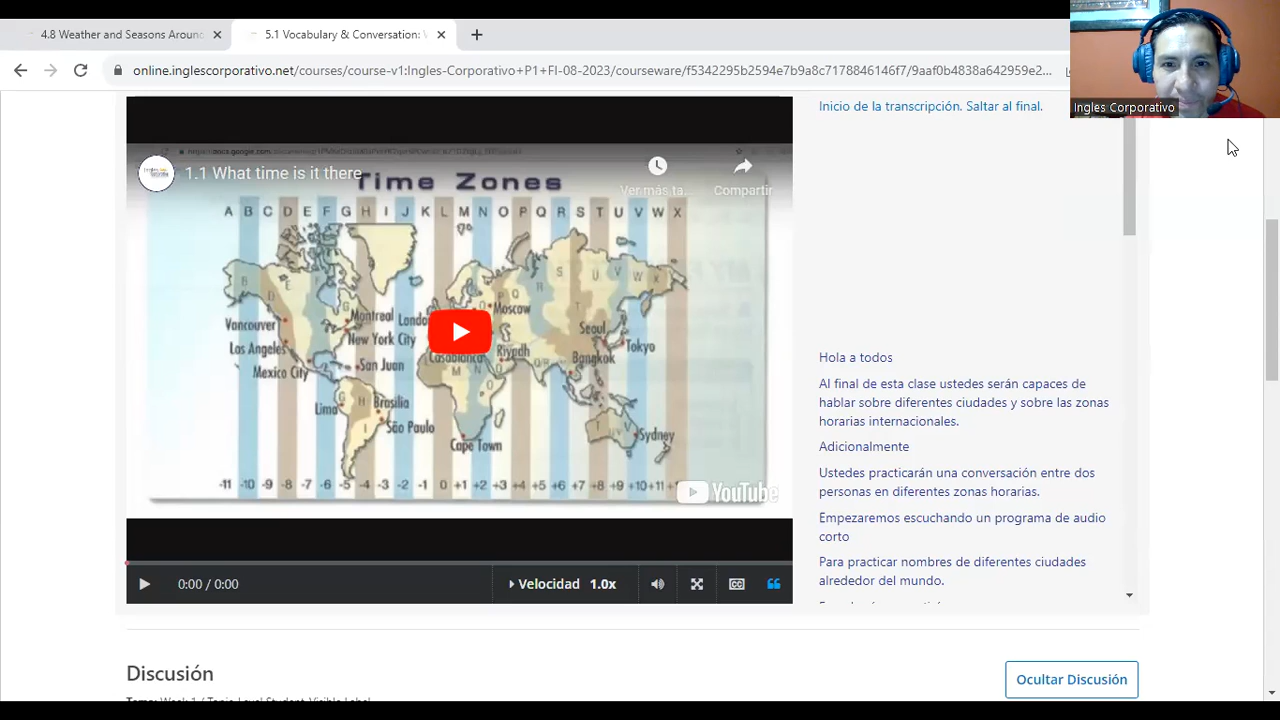 4.8 Weather and Seasons Aroun
5.1 Vocabulary & Conversation:
online.inglescorporativo.net/courses/course-v1:Ingles-Corporativo+P1+FI-08-2023/courseware/f5342295b2594e7b9a8c7178846146f7/9aaf0b4838a642959e2...
Ingles Corporativo
Inicio de la transcripción. Saltar al final.
1.1 What time is it there
Ver más ta...
Compartir
Time Zones
A B C D E F G H I J K L M N O P Q R S T U V W X
Vancouver
Los Angeles
Mexico City
Montreal
New York City
San Juan
Lima
Brasilia
São Paulo
London
Casablanca
Moscow
Riyadh
Cape Town
Seoul
Bangkok
Tokyo
Sydney
-11 -10 -9 -8 -7 -6 -5 -4 -3 -2 -1 0 +1 +2 +3 +4 +5 +6 +7 +8 +9 +10 +11
YouTube
0:00 / 0:00
Velocidad 1.0x
Hola a todos
Al final de esta clase ustedes serán capaces de
hablar sobre diferentes ciudades y sobre las zonas
horarias internacionales.
Adicionalmente
Ustedes practicarán una conversación entre dos
personas en diferentes zonas horarias.
Empezaremos escuchando un programa de audio
corto
Para practicar nombres de diferentes ciudades
alrededor del mundo.
Discusión
Ocultar Discusión